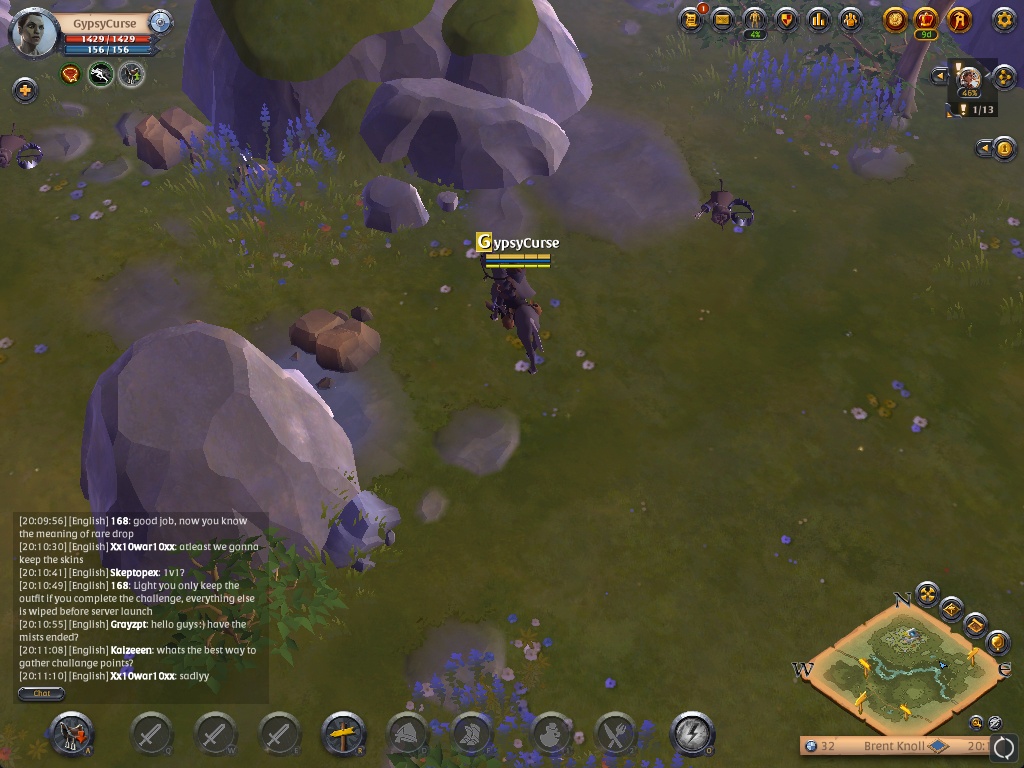 GypsyCurse
1429 / 1429
156 / 156
1
4%
9d
46%
1/13
GypsyCurse
[20:09:56] [English] 168: good job, now you know
the meaning of rare drop
[20:10:30] [English] Xx10war10xx: atleast we gonna
keep the skins
[20:10:41] [English] Skeptopex: 1v1?
[20:10:49] [English] 168: Light you only keep the
outfit if you complete the challenge, everything else
is wiped before server launch
[20:10:55] [English] Grayzpt: hello guys:) have the
mists ended?
[20:11:08] [English] Kaizeeen: whats the best way to
gather challange points?
[20:11:10] [English] Xx10war10xx: sadlyy
Chat
A Q W E R D F
N
W E
32 Brent Knoll 20: